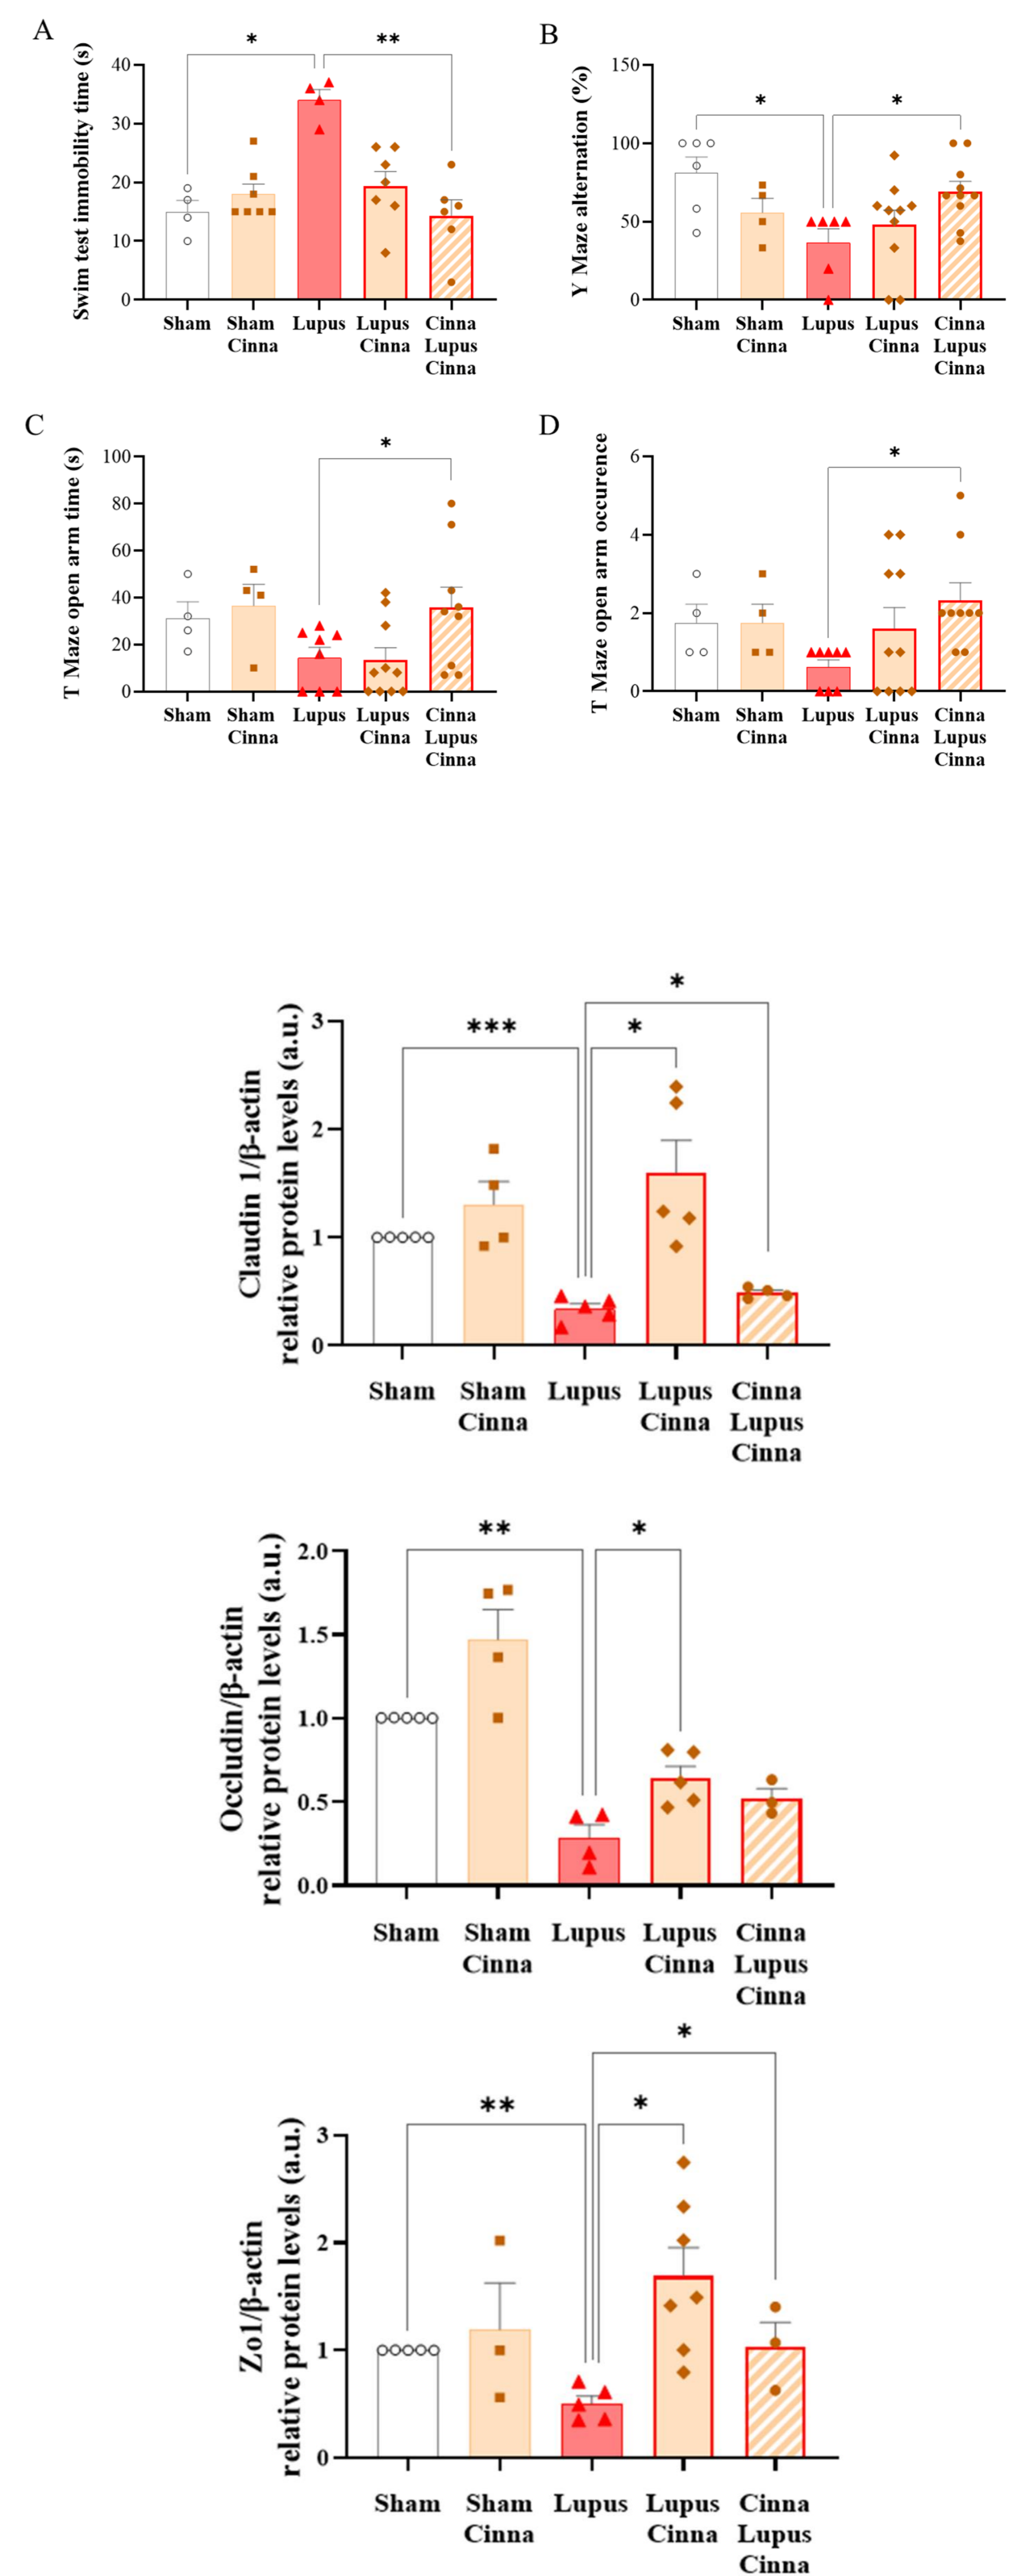 A
Swim test immobility time (s)
*
**
40
30
20
10
0
Sham
Sham
Cinna
Lupus
Lupus
Cinna
Cinna
Lupus
Cinna
B
Y Maze alternation (%)
*
*
150
100
50
0
Sham
Sham
Cinna
Lupus
Lupus
Cinna
Cinna
Lupus
Cinna
C
T Maze open arm time (s)
*
100
80
60
40
20
0
Sham
Sham
Cinna
Lupus
Lupus
Cinna
Cinna
Lupus
Cinna
D
T Maze open arm occurence
*
6
4
2
0
Sham
Sham
Cinna
Lupus
Lupus
Cinna
Cinna
Lupus
Cinna
Claudin 1/β-actin
relative protein levels (a.u.)
*
***
*
3
2
1
0
Sham
Sham
Cinna
Lupus
Lupus
Cinna
Cinna
Lupus
Cinna
Occludin/β-actin
relative protein levels (a.u.)
**
*
2.0
1.5
1.0
0.5
0.0
Sham
Sham
Cinna
Lupus
Lupus
Cinna
Cinna
Lupus
Cinna
Zo1/β-actin
relative protein levels (a.u.)
*
**
*
3
2
1
0
Sham
Sham
Cinna
Lupus
Lupus
Cinna
Cinna
Lupus
Cinna